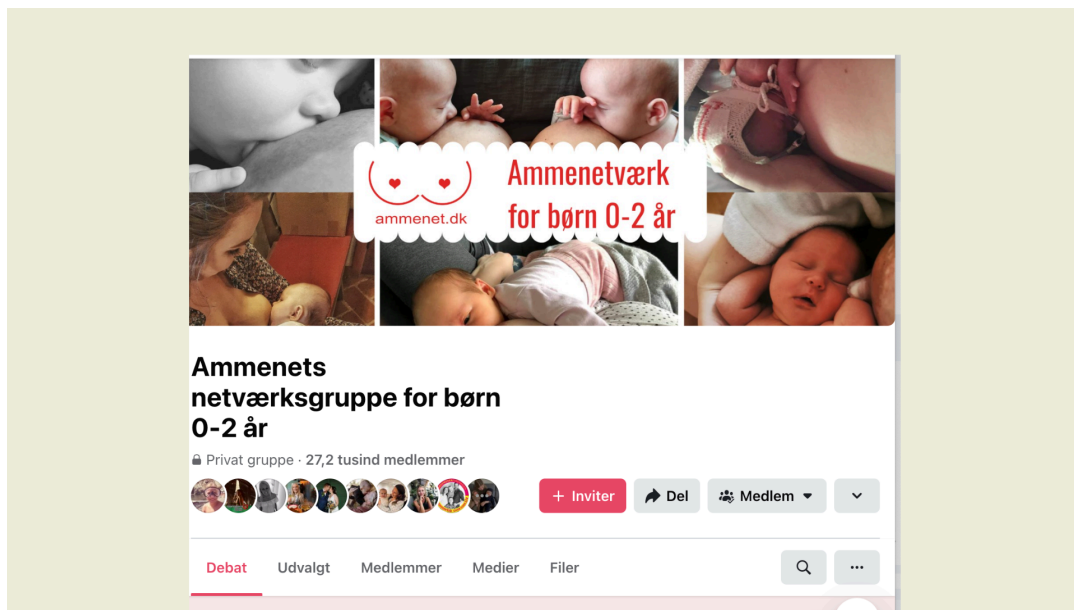 Ammenetværk
for børn 0-2 år
ammenet.dk
Ammenets
netværksgruppe for børn
0-2 år
Privat gruppe · 27,2 tusind medlemmer
+ Inviter Del Medlem
Debat Udvalgt Medlemmer Medier Filer